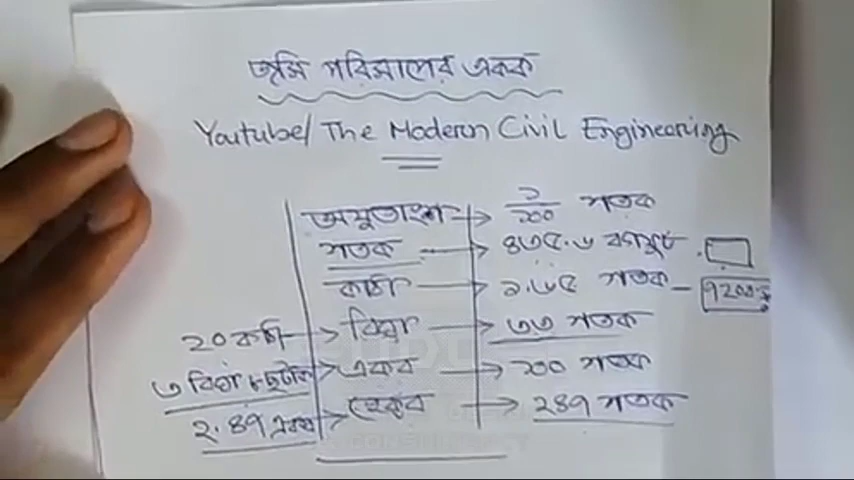 জমি পরিমাপের একক
Youtube/ The Modern Civil Engineering
অযুতাংশ → ১/১০০ শতক
শতক → ৪৩৫.৬ বর্গফুট
কাঠা → ১.৬৫ শতক
২০ কাঠা → বিঘা → ৩৩ শতক
৩ বিঘা ৮ ছটাক → একর → ১০০ শতক
২.৪৭ একর → হেক্টর → ২৪৭ শতক